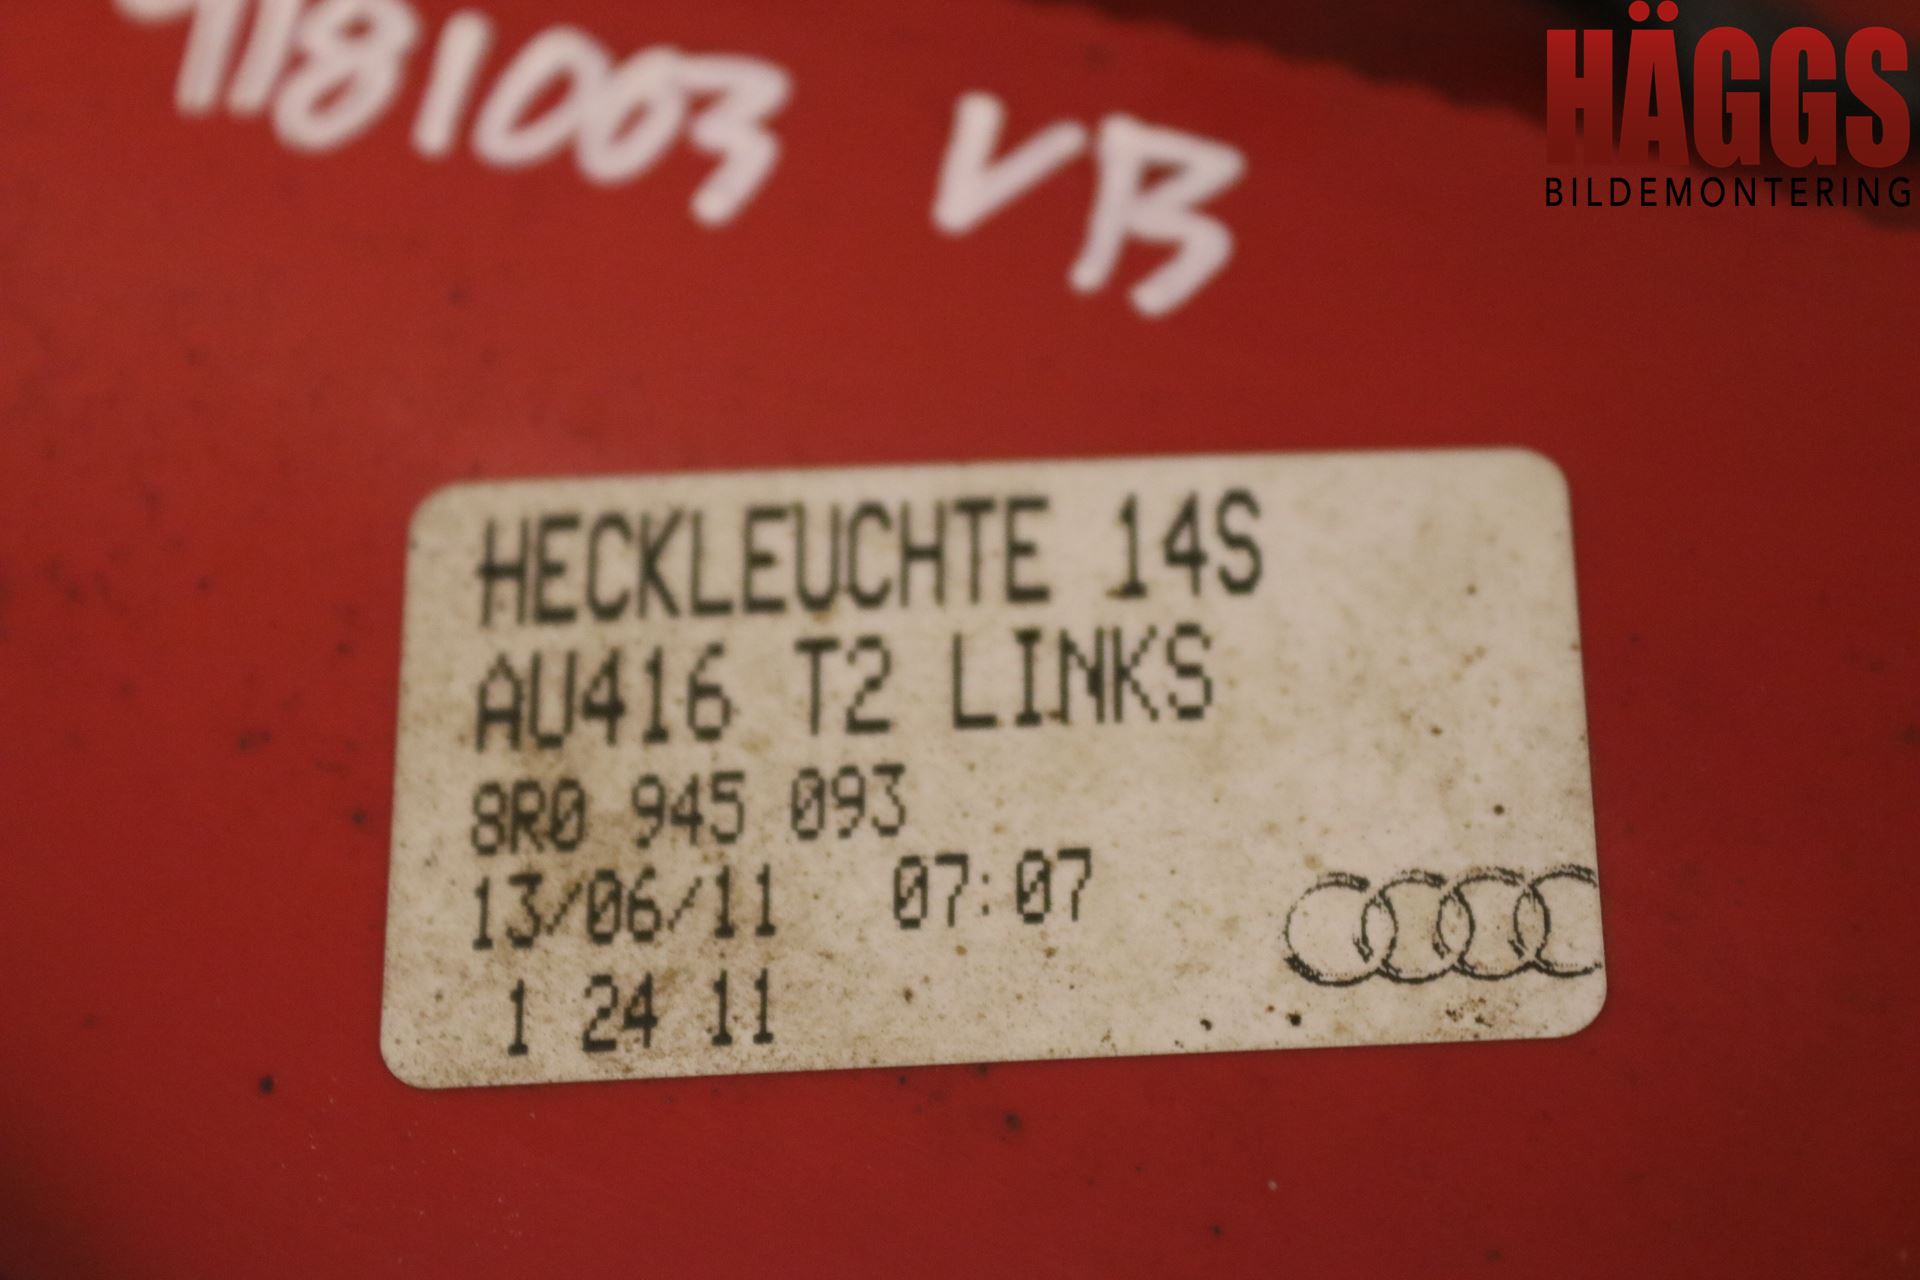 HÄGGS
BILDEMONTERING
VB
HECKLEUCHTE 14S
AU416 T2 LINKS
8R0 945 093
13/06/11 07:07
1 24 11